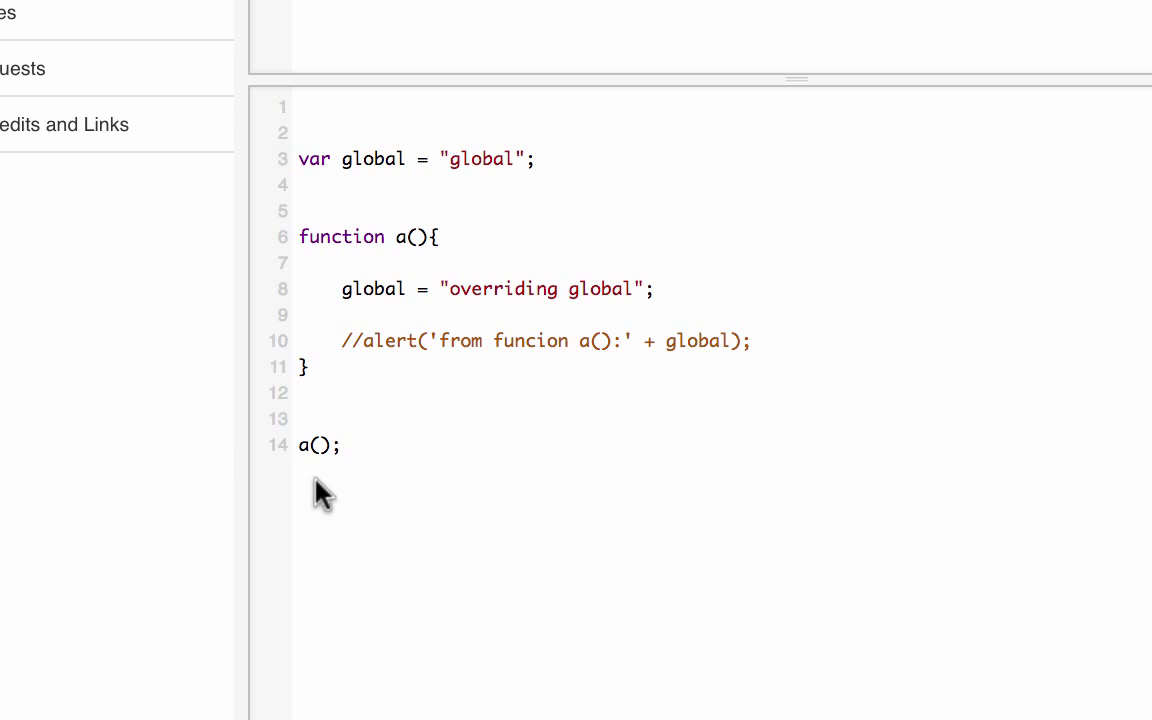 es
uests
edits and Links
1
2
3 var global = "global";
4
5
6 function a(){
7
8 global = "overriding global";
9
10 //alert('from funcion a():' + global);
11 }
12
13
14 a();